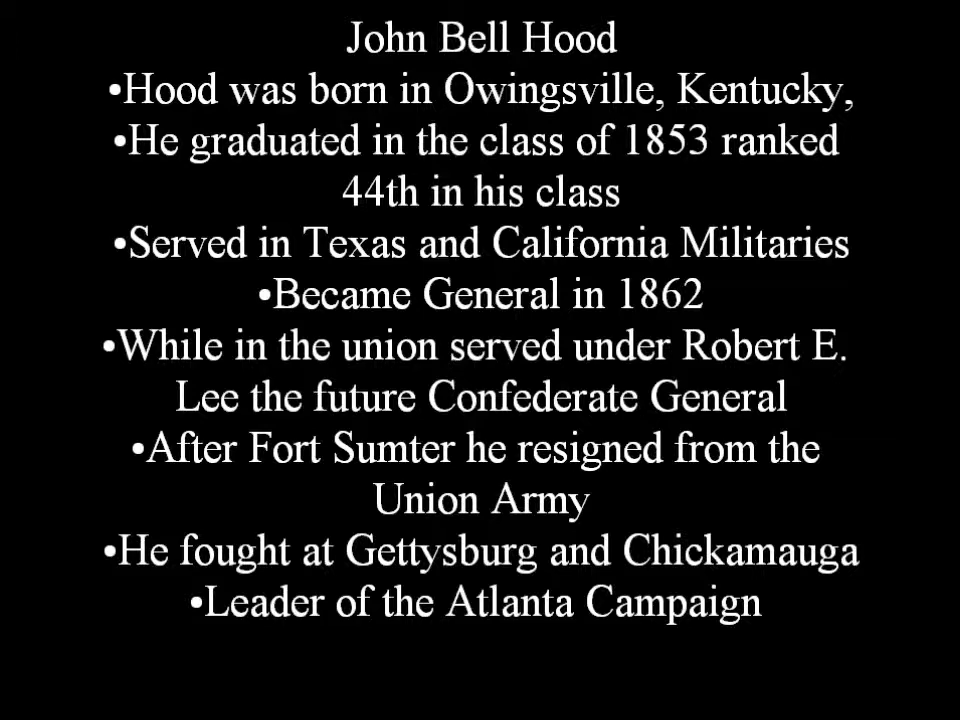 John Bell Hood
•Hood was born in Owingsville, Kentucky,
•He graduated in the class of 1853 ranked
44th in his class
•Served in Texas and California Militaries
•Became General in 1862
•While in the union served under Robert E.
Lee the future Confederate General
•After Fort Sumter he resigned from the
Union Army
•He fought at Gettysburg and Chickamauga
•Leader of the Atlanta Campaign